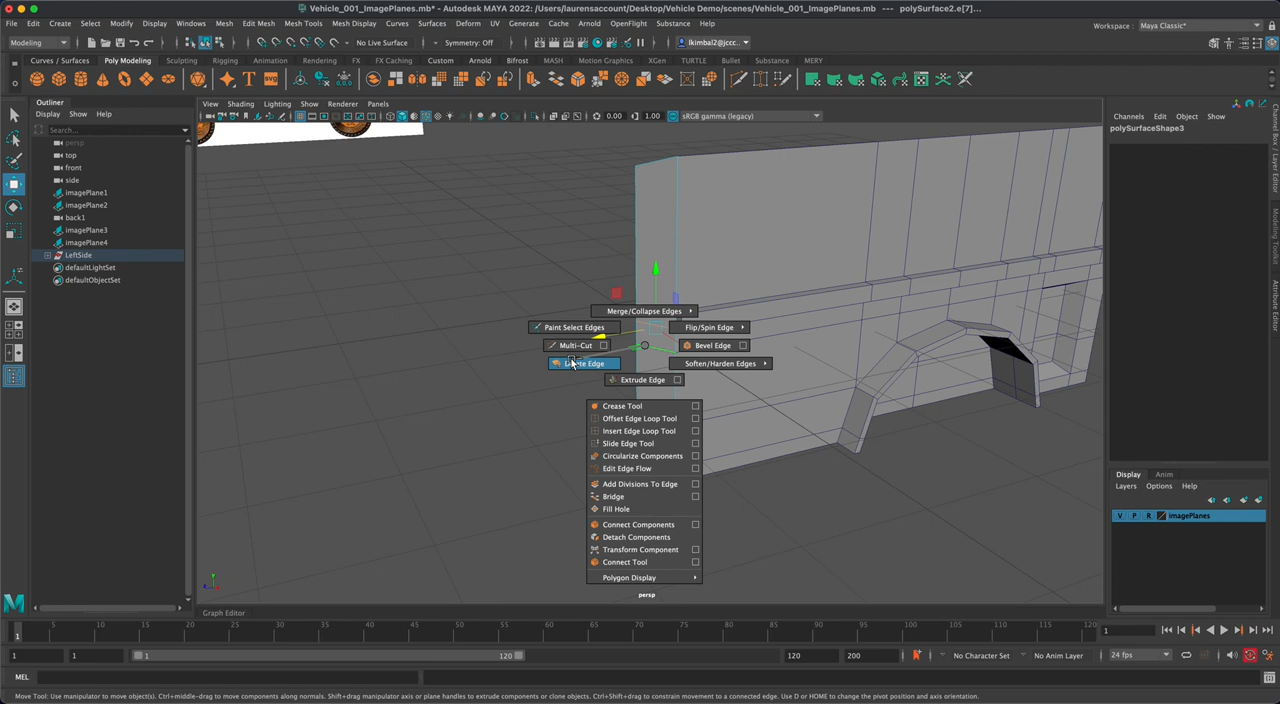 Vehicle_001_ImagePlanes.mb* - Autodesk MAYA 2022: /Users/laurensaccount/Desktop/Vehicle Demo/scenes/Vehicle_001_ImagePlanes.mb --- polySurface2.e[7]...
File Edit Create Select Modify Display Windows Mesh Edit Mesh Mesh Tools Mesh Display Curves Surfaces Deform UV Generate Cache Arnold OpenFlight Substance Help
Workspace : Maya Classic*
Modeling
No Live Surface
Symmetry: Off
lkimbal2@jccc...
Curves / Surfaces Poly Modeling Sculpting Rigging Animation Rendering FX FX Caching Custom Arnold Bifrost MASH Motion Graphics XGen TURTLE Bullet Substance MERY
SVG
Outliner
Display Show Help
Search...
persp
top
front
side
imagePlane1
imagePlane2
back1
imagePlane3
imagePlane4
LeftSide
defaultLightSet
defaultObjectSet
View Shading Lighting Show Renderer Panels
0.00 1.00 sRGB gamma (legacy)
Merge/Collapse Edges
Paint Select Edges
Flip/Spin Edge
Multi-Cut
Bevel Edge
Soften/Harden Edges
Extrude Edge
Crease Tool
Offset Edge Loop Tool
Insert Edge Loop Tool
Slide Edge Tool
Circularize Components
Edit Edge Flow
Add Divisions To Edge
Bridge
Fill Hole
Connect Components
Detach Components
Transform Component
Connect Tool
Polygon Display
persp
Channels Edit Object Show
polySurfaceShape3
Channel Box / Layer Editor
Modeling Toolkit
Attribute Editor
Display Anim
Layers Options Help
V P R imagePlanes
Graph Editor
1 5 10 15 20 25 30 35 40 45 50 55 60 65 70 75 80 85 90 95 100 105 110 115 120
1
1 1 1 120 120 200 No Character Set No Anim Layer 24 fps
MEL
Move Tool: Use manipulator to move object(s). Ctrl+middle-drag to move components along normals. Shift+drag manipulator axis or plane handles to extrude components or clone objects. Ctrl+Shift+drag to constrain movement to a connected edge. Use D or HOME to change the pivot position and axis orientation.